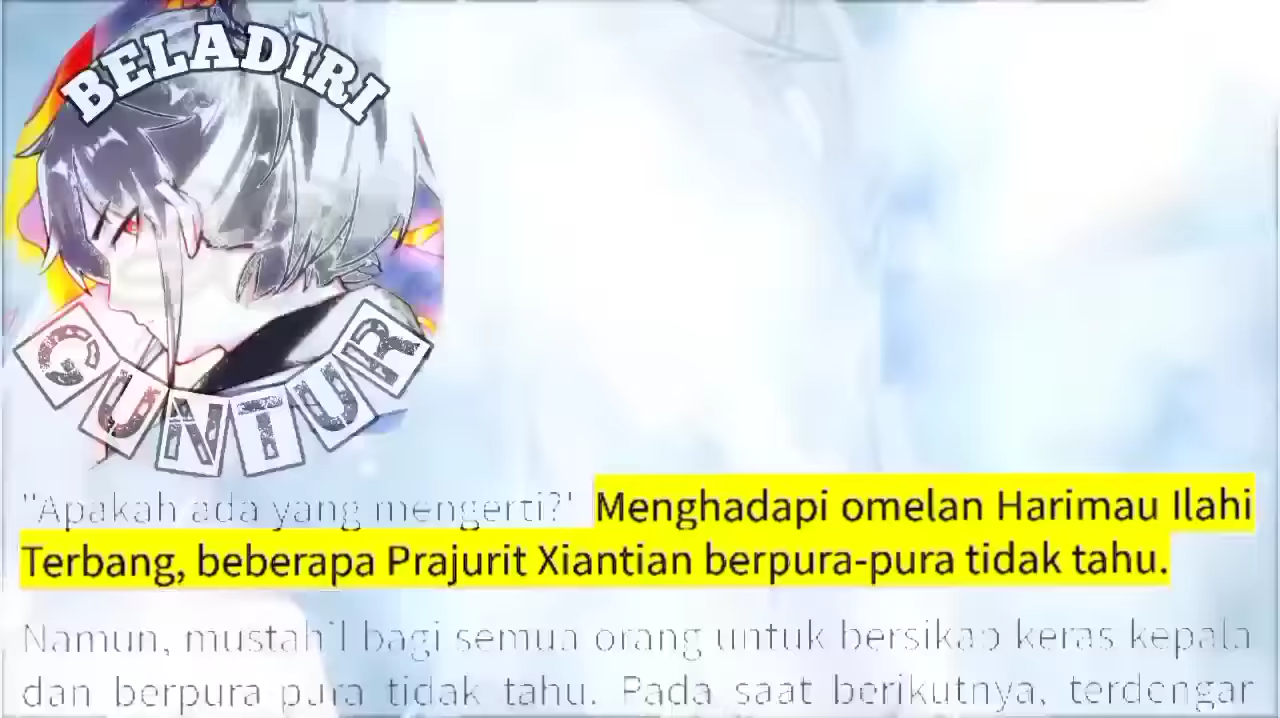 BELADIRI
GUNTUR
"Apakah ada yang mengerti?" Menghadapi omelan Harimau Ilahi
Terbang, beberapa Prajurit Xiantian berpura-pura tidak tahu.
Namun, mustahil bagi semua orang untuk bersikap keras kepala
dan berpura pura tidak tahu. Pada saat berikutnya, terdengar